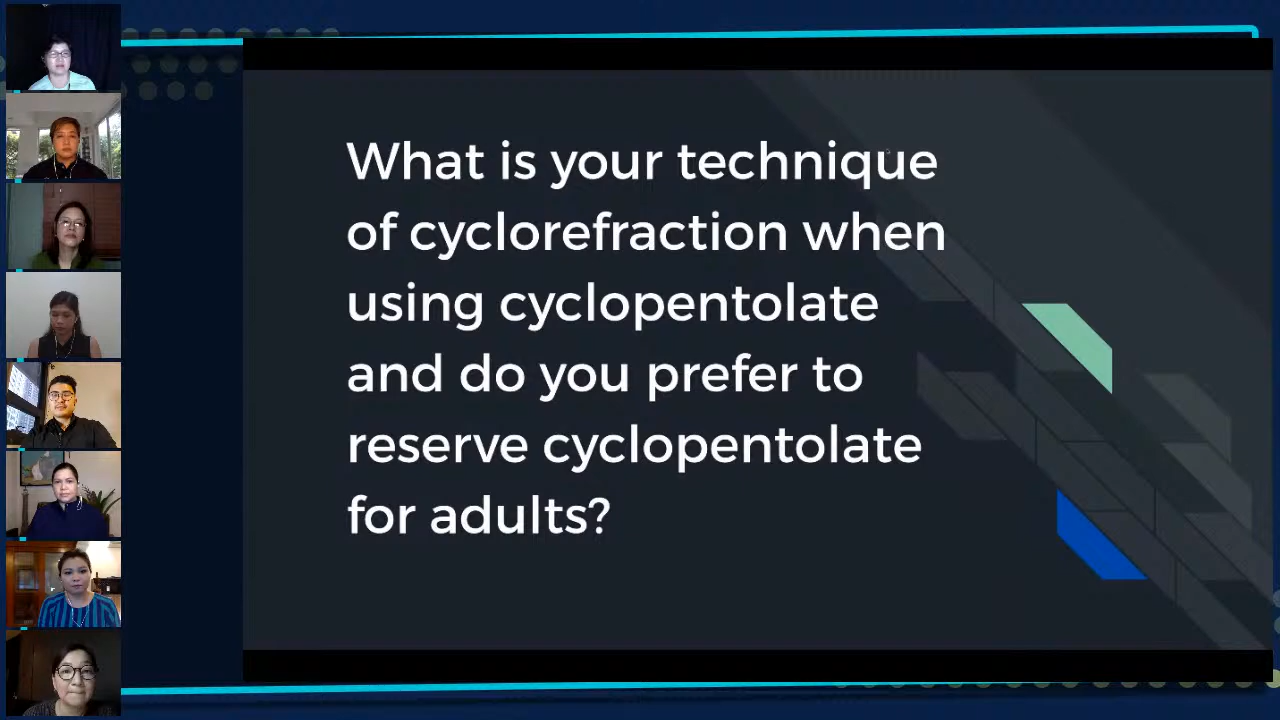 What is your technique
of cyclorefraction when
using cyclopentolate
and do you prefer to
reserve cyclopentolate
for adults?